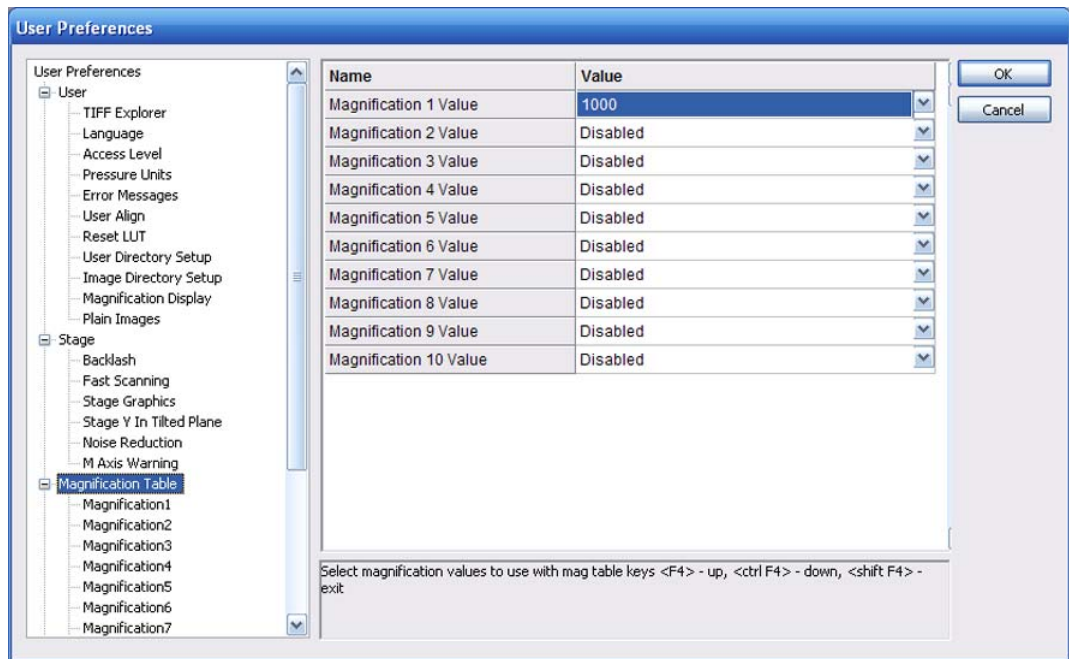 User Preferences
User Preferences
User
TIFF Explorer
Language
Access Level
Pressure Units
Error Messages
User Align
Reset LUT
User Directory Setup
Image Directory Setup
Magnification Display
Plain Images
Stage
Backlash
Fast Scanning
Stage Graphics
Stage Y In Tilted Plane
Noise Reduction
M Axis Warning
Magnification Table
Magnification1
Magnification2
Magnification3
Magnification4
Magnification5
Magnification6
Magnification7
Name Value
Magnification 1 Value 1000
Magnification 2 Value Disabled
Magnification 3 Value Disabled
Magnification 4 Value Disabled
Magnification 5 Value Disabled
Magnification 6 Value Disabled
Magnification 7 Value Disabled
Magnification 8 Value Disabled
Magnification 9 Value Disabled
Magnification 10 Value Disabled
Select magnification values to use with mag table keys <F4> - up, <ctrl F4> - down, <shift F4> -
exit
OK
Cancel